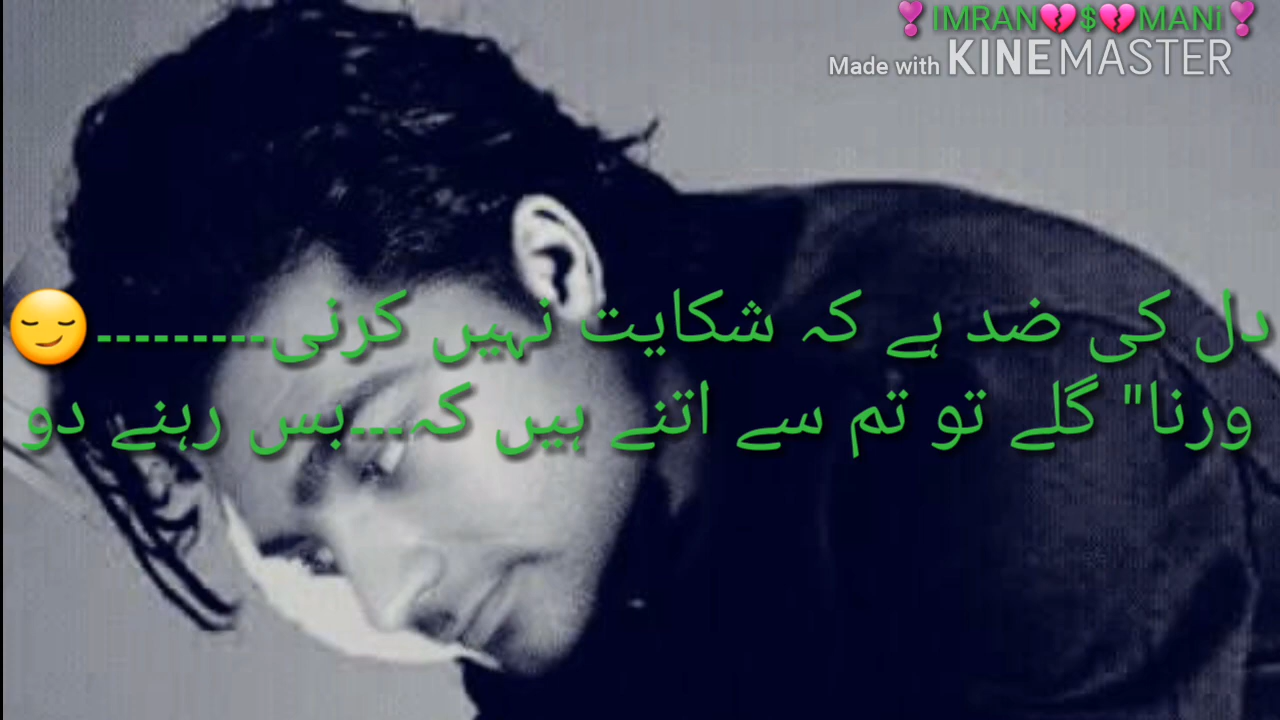 ❣️IMRAN💔$💔MANi❣️
Made with KINEMASTER
دل کی ضد ہے کہ شکایت نہیں کرنی۔۔۔۔۔۔۔۔۔😏
ورنا" گلے تو تم سے اتنے ہیں کہ۔۔۔بس رہنے دو